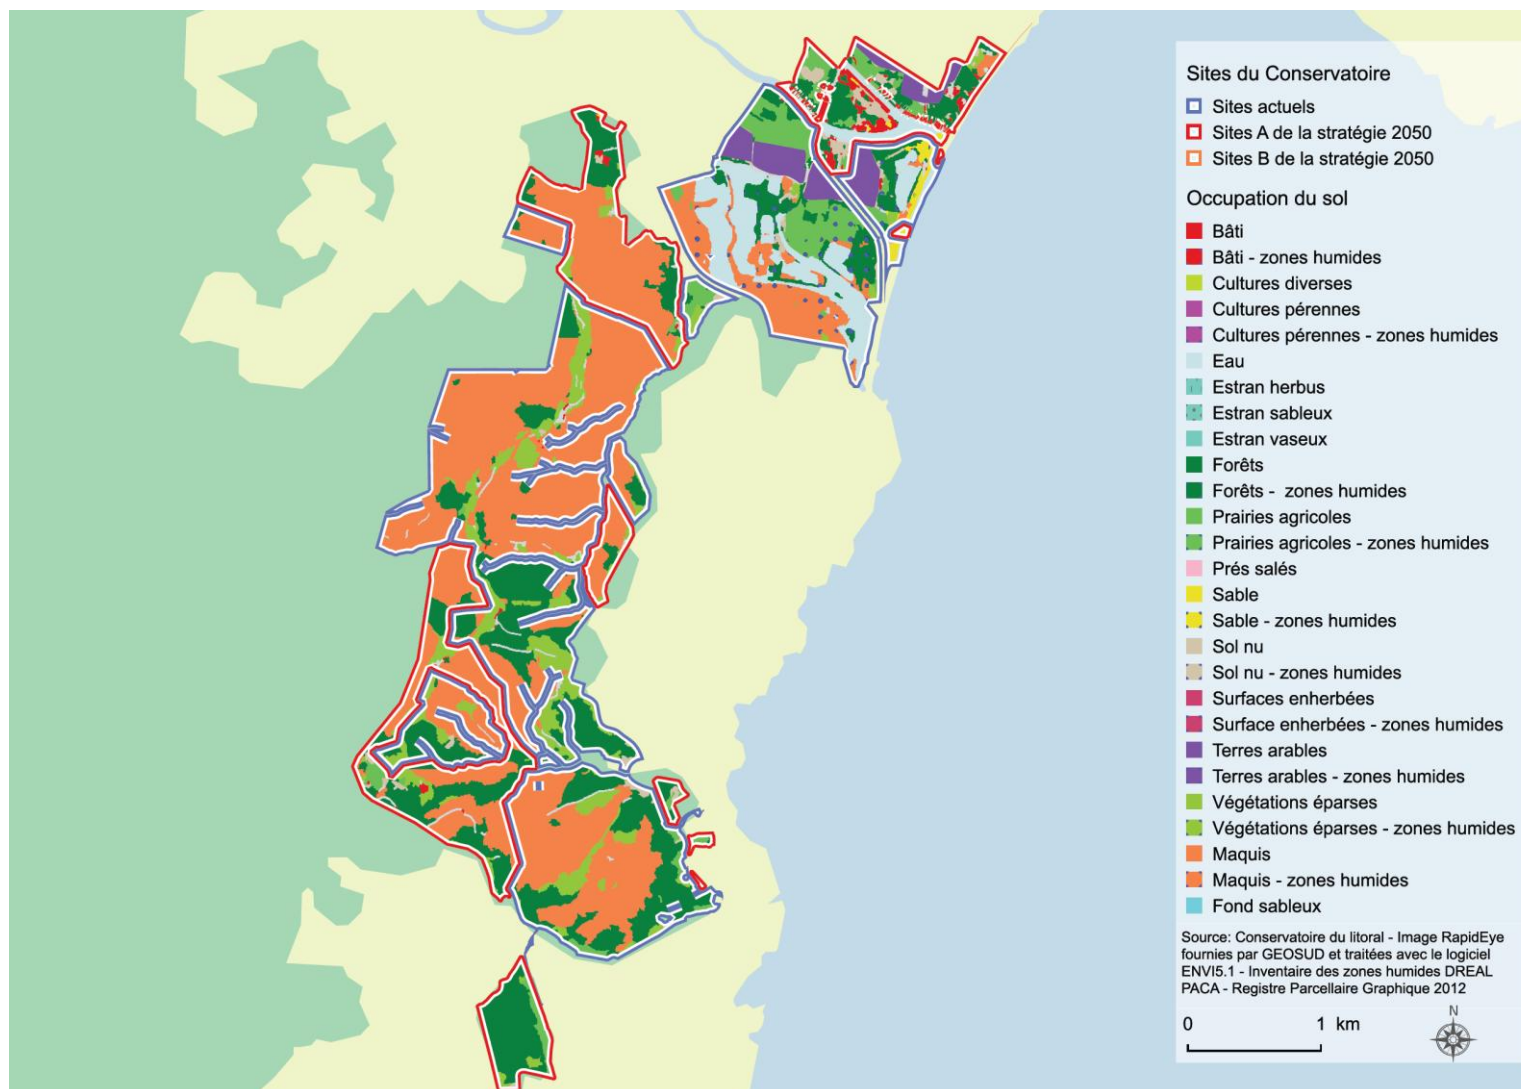 Sites du Conservatoire
Sites actuels
Sites A de la stratégie 2050
Sites B de la stratégie 2050
Occupation du sol
Bâti
Bâti - zones humides
Cultures diverses
Cultures pérennes
Cultures pérennes - zones humides
Eau
Estran herbus
Estran sableux
Estran vaseux
Forêts
Forêts - zones humides
Prairies agricoles
Prairies agricoles - zones humides
Prés salés
Sable
Sable - zones humides
Sol nu
Sol nu - zones humides
Surfaces enherbées
Surface enherbées - zones humides
Terres arables
Terres arables - zones humides
Végétations éparses
Végétations éparses - zones humides
Maquis
Maquis - zones humides
Fond sableux
Source: Conservatoire du litoral - Image RapidEye
fournies par GEOSUD et traitées avec le logiciel
ENVI5.1 - Inventaire des zones humides DREAL
PACA - Registre Parcellaire Graphique 2012
N
0 1 km